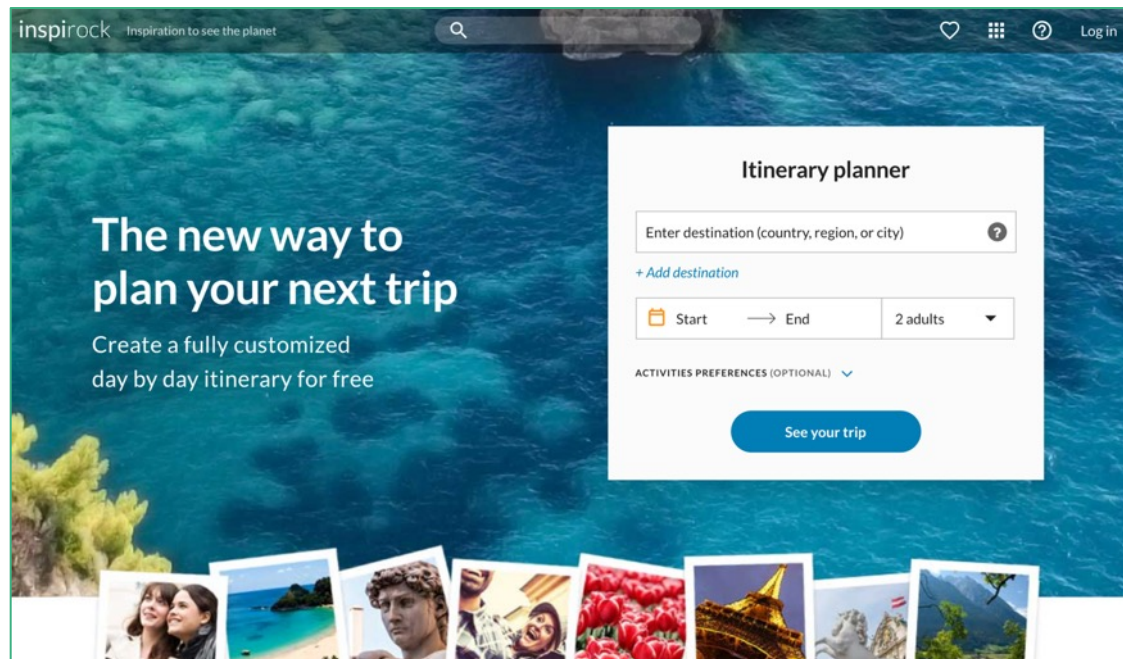 inspirock Inspiration to see the planet Log in
The new way to
plan your next trip
Create a fully customized
day by day itinerary for free
Itinerary planner
Enter destination (country, region, or city) ?
+ Add destination
Start → End 2 adults
ACTIVITIES PREFERENCES (OPTIONAL)
See your trip